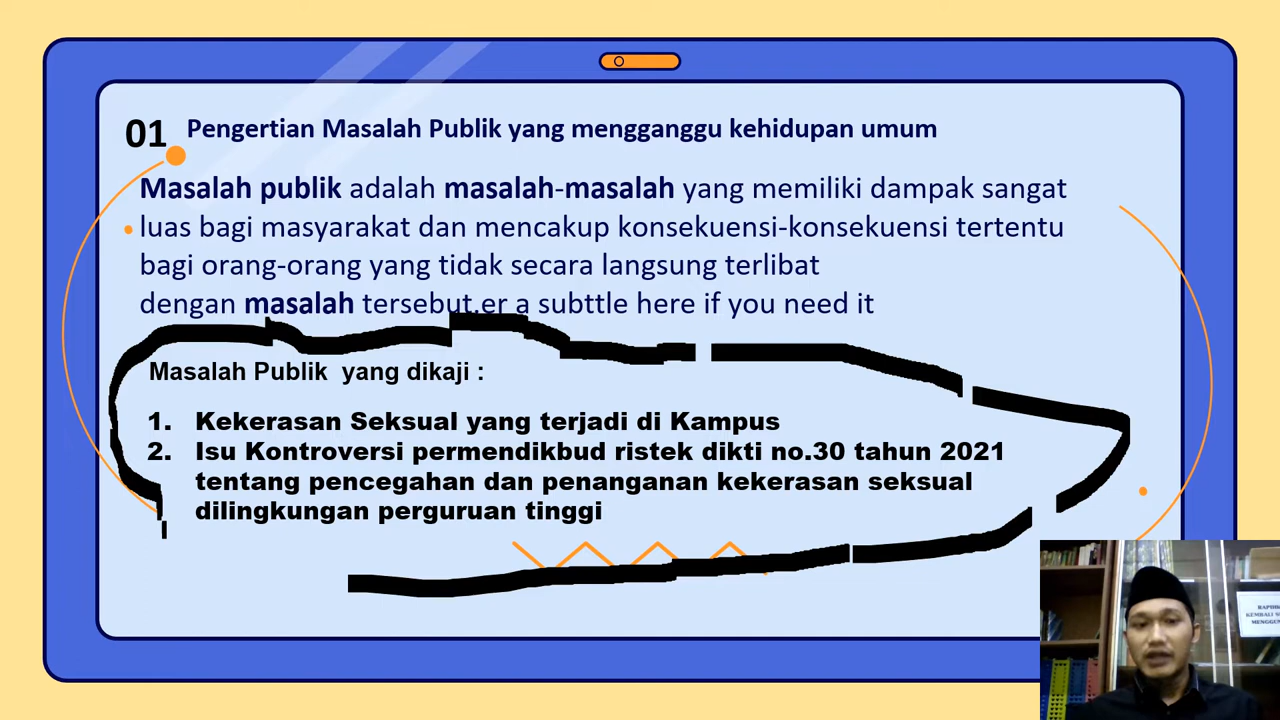 01 Pengertian Masalah Publik yang mengganggu kehidupan umum
Masalah publik adalah masalah-masalah yang memiliki dampak sangat
luas bagi masyarakat dan mencakup konsekuensi-konsekuensi tertentu
bagi orang-orang yang tidak secara langsung terlibat
dengan masalah tersebut.er a subttle here if you need it
Masalah Publik yang dikaji :
1. Kekerasan Seksual yang terjadi di Kampus
2. Isu Kontroversi permendikbud ristek dikti no.30 tahun 2021
tentang pencegahan dan penanganan kekerasan seksual
dilingkungan perguruan tinggi
KEMBALI